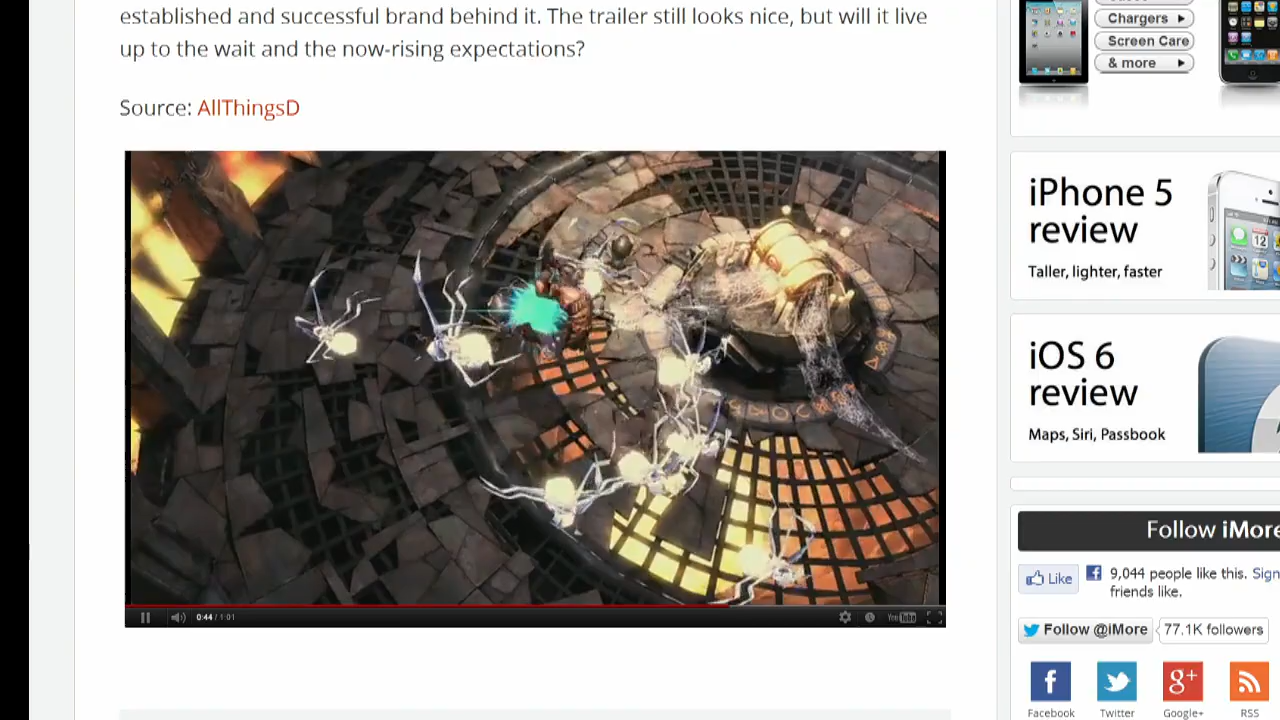 established and successful brand behind it. The trailer still looks nice, but will it live
up to the wait and the now-rising expectations?
Source: AllThingsD
0:44 / 1:01
YouTube
Chargers
Screen Care
& more
iPhone 5
review
Taller, lighter, faster
12
iOS 6
review
Maps, Siri, Passbook
Follow iMore
Like
9,044 people like this. Sign
friends like.
Follow @iMore
77.1K followers
Facebook
Twitter
Google+
RSS